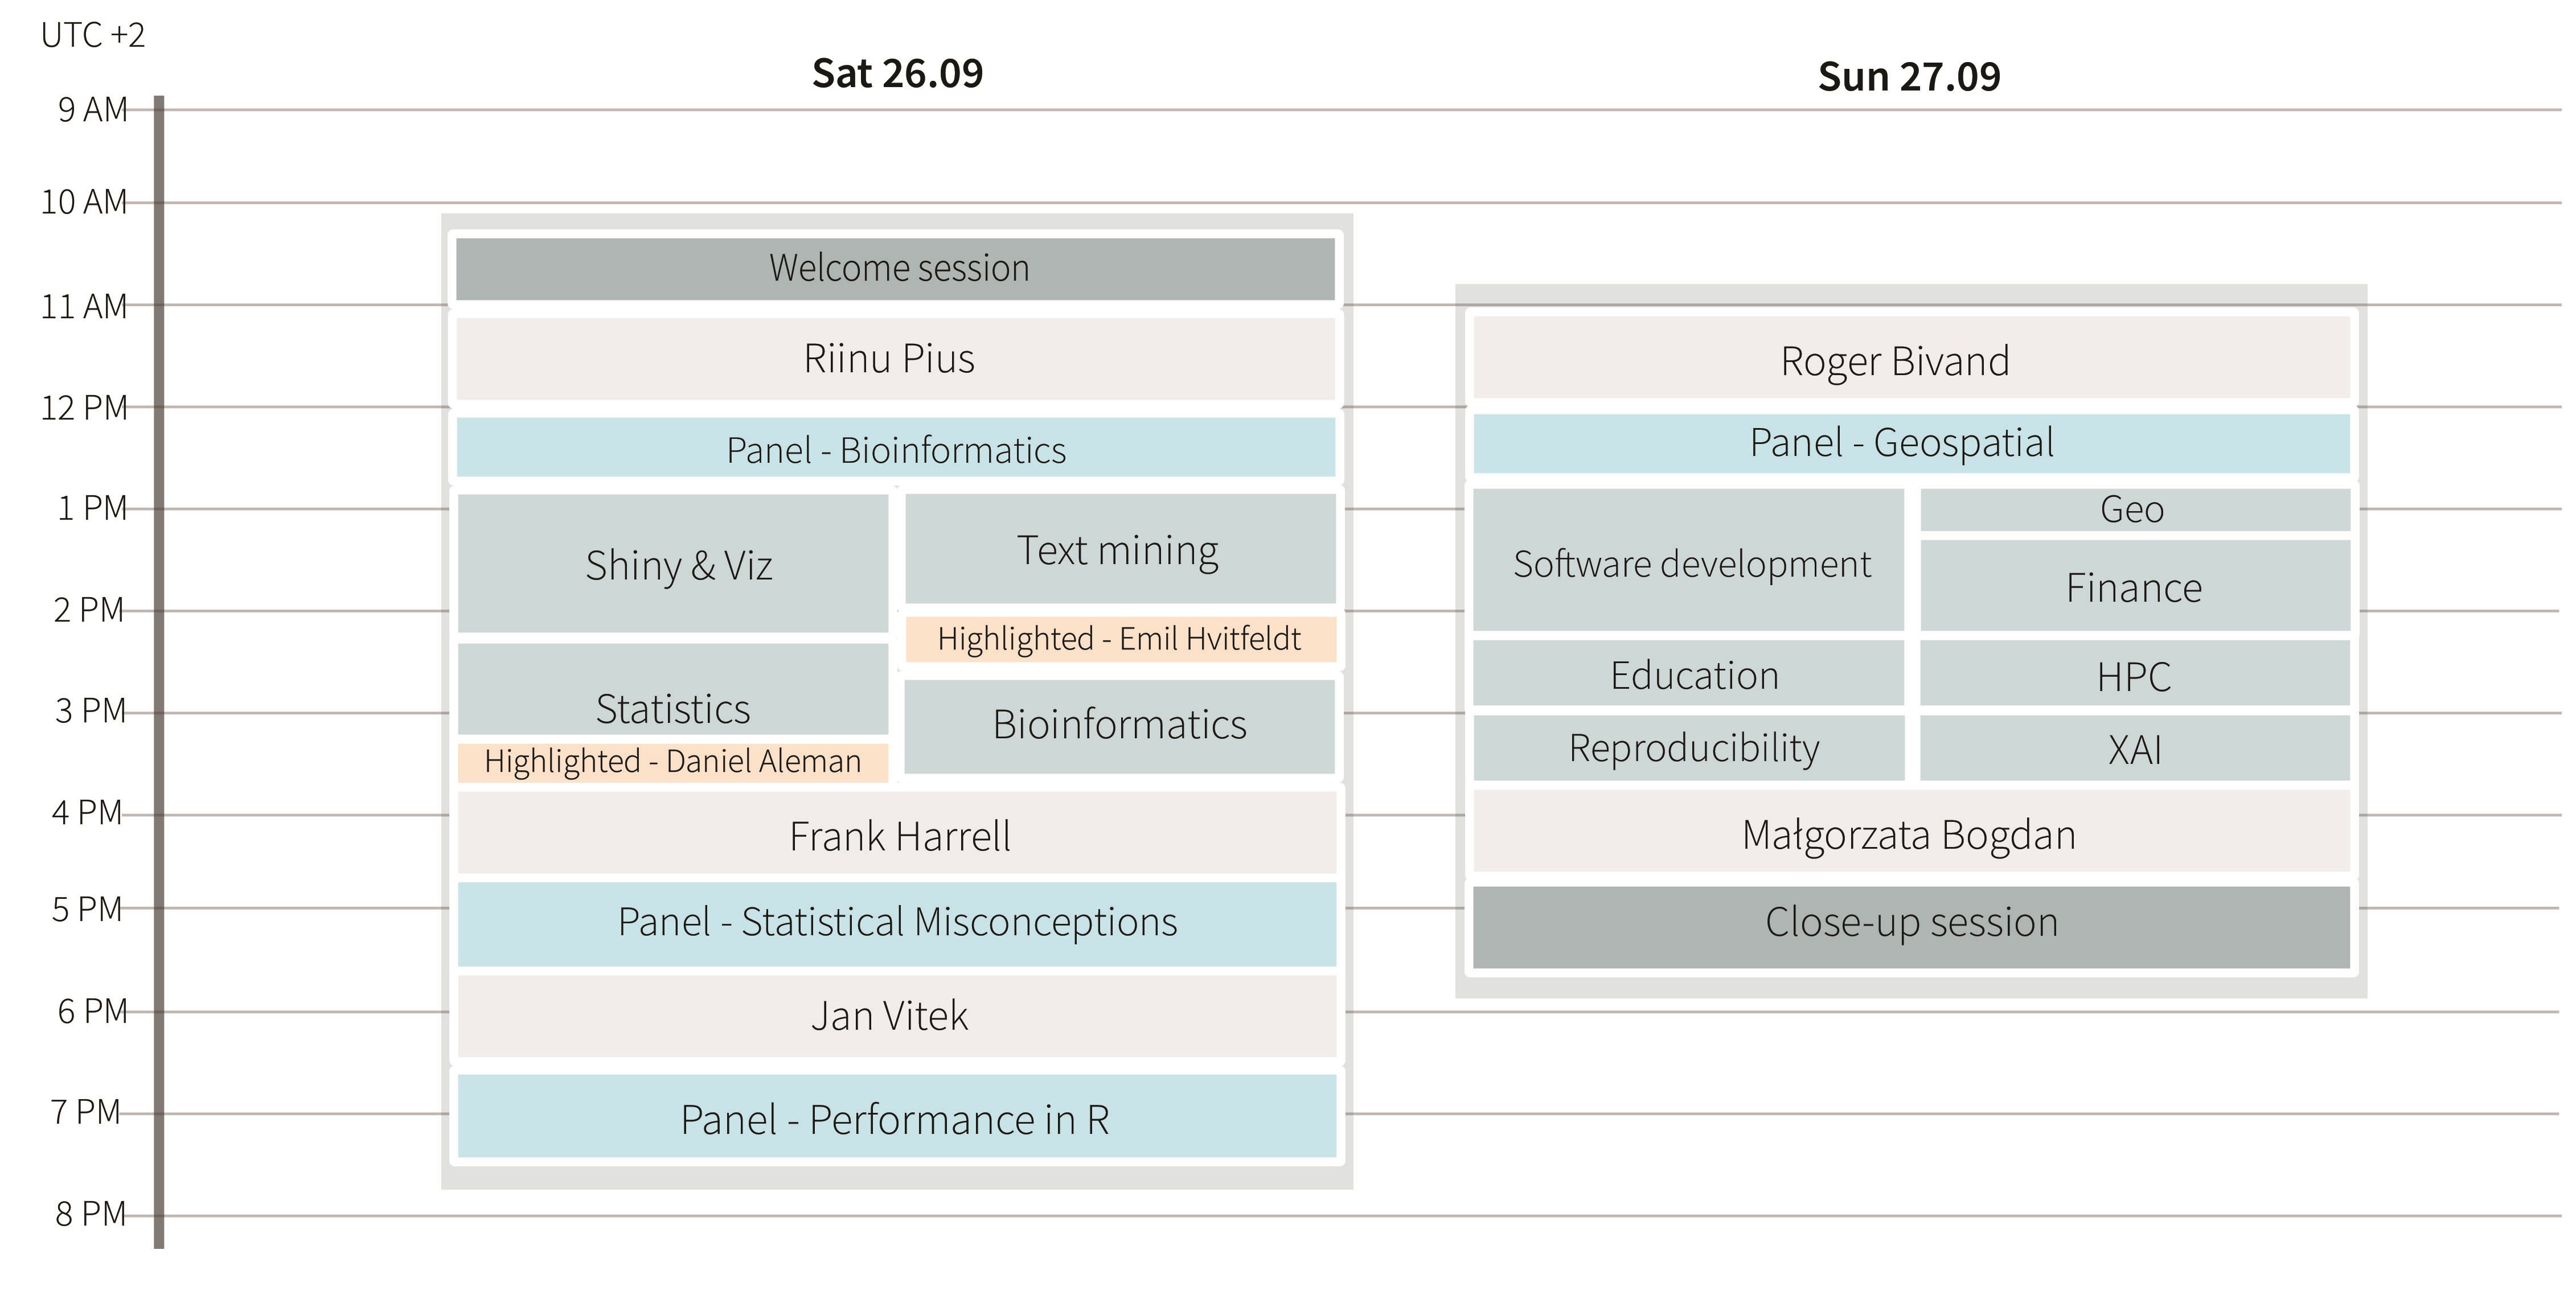 UTC +2
Sat 26.09
Sun 27.09
9 AM
10 AM
11 AM
12 PM
1 PM
2 PM
3 PM
4 PM
5 PM
6 PM
7 PM
8 PM
Welcome session
Riinu Pius
Panel - Bioinformatics
Shiny & Viz
Text mining
Highlighted - Emil Hvitfeldt
Statistics
Bioinformatics
Highlighted - Daniel Aleman
Frank Harrell
Panel - Statistical Misconceptions
Jan Vitek
Panel - Performance in R
Roger Bivand
Panel - Geospatial
Software development
Geo
Finance
Education
HPC
Reproducibility
XAI
Małgorzata Bogdan
Close-up session